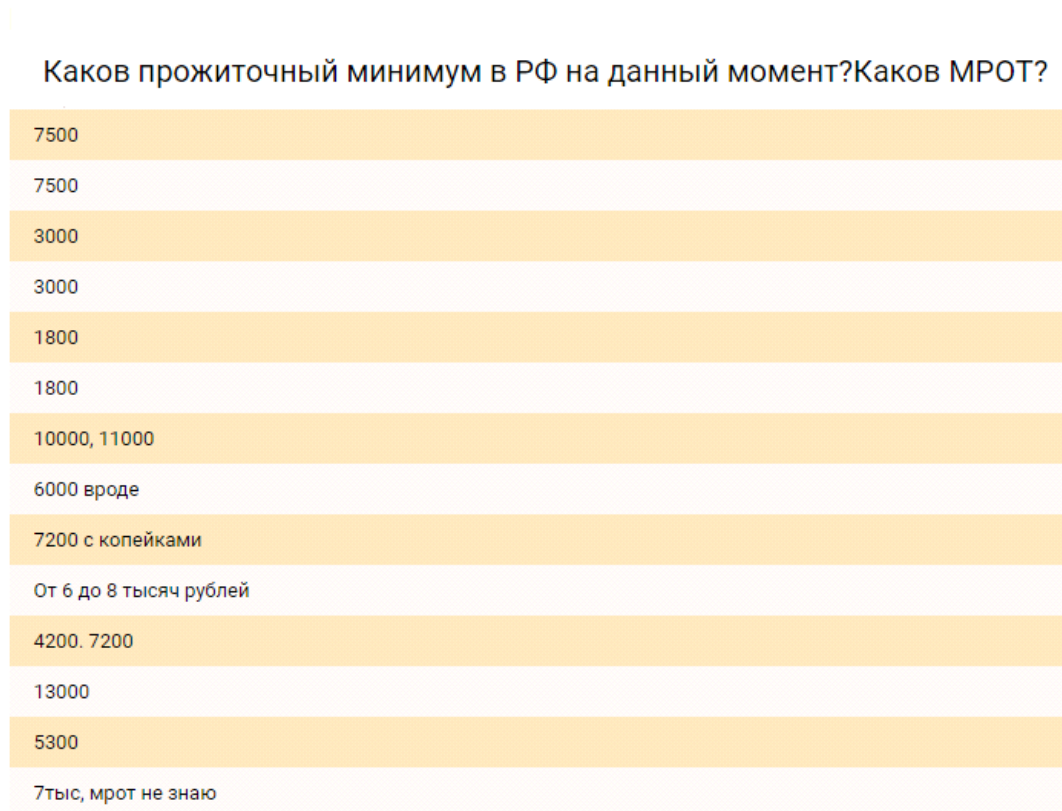 Каков прожиточный минимум в РФ на данный момент?Каков МРОТ?
7500
7500
3000
3000
1800
1800
10000, 11000
6000 вроде
7200 с копейками
От 6 до 8 тысяч рублей
4200. 7200
13000
5300
7тыс, мрот не знаю